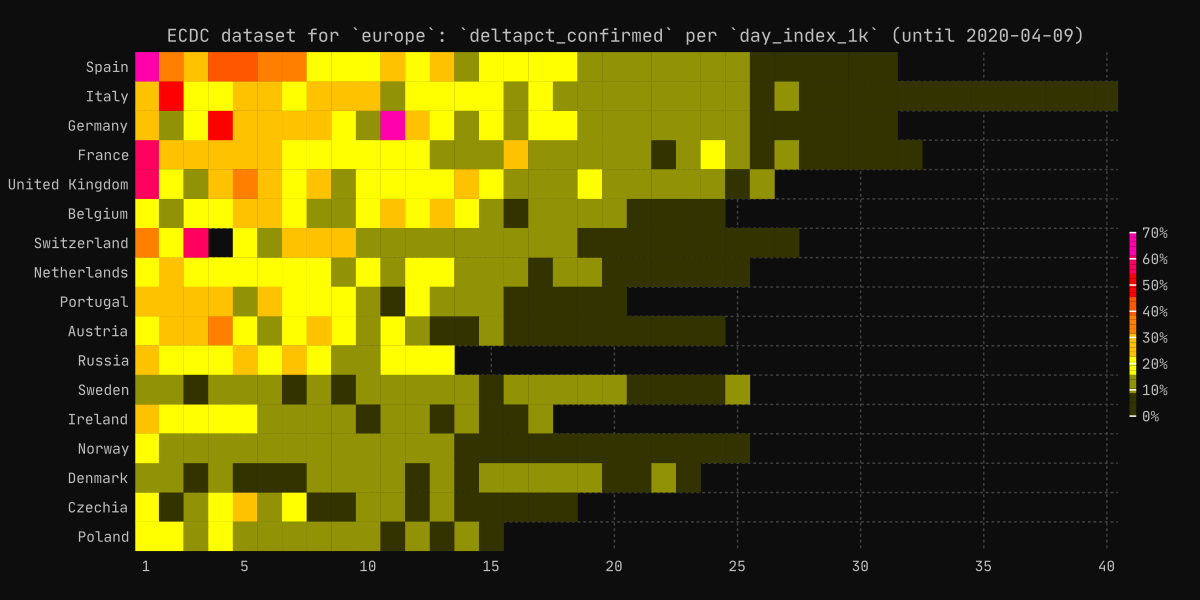 ECDC dataset for `europe`: `deltapct_confirmed` per `day_index_1k` (until 2020-04-09)
Spain
Italy
Germany
France
United Kingdom
Belgium
Switzerland
Netherlands
Portugal
Austria
Russia
Sweden
Ireland
Norway
Denmark
Czechia
Poland
1 5 10 15 20 25 30 35 40
70%
60%
50%
40%
30%
20%
10%
0%